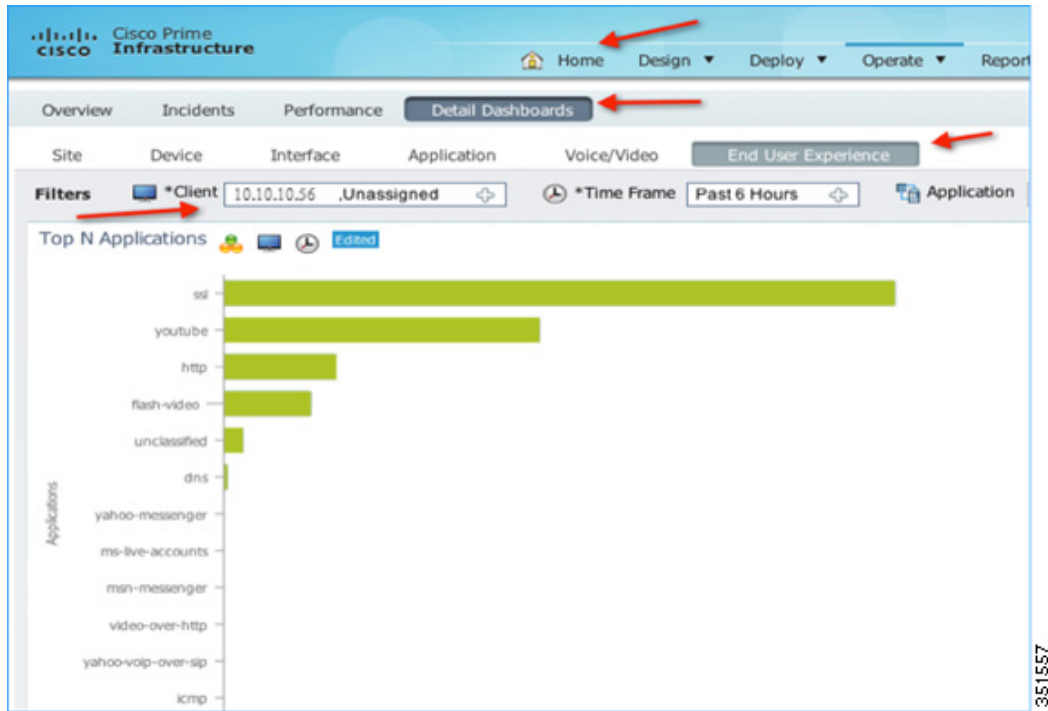 Cisco Prime
CISCO Infrastructure
Home Design Deploy Operate Report
Overview Incidents Performance Detail Dashboards
Site Device Interface Application Voice/Video End User Experience
Filters *Client 10.10.10.56 ,Unassigned *Time Frame Past 6 Hours Application
Top N Applications Edited
ssl
youtube
http
flash-video
unclassified
dns
yahoo-messenger
ms-live-accounts
msn-messenger
video-over-http
yahoo-voip-over-sip
icmp
Applications
351557